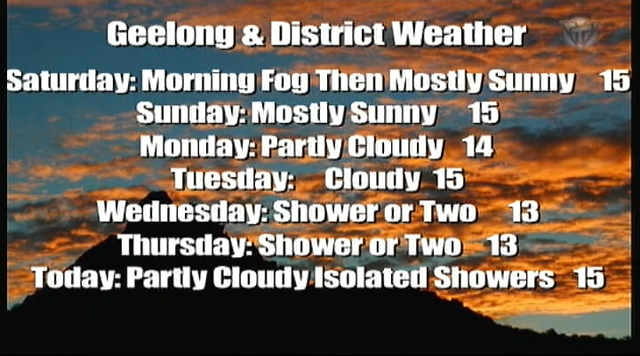 Geelong & District Weather
Saturday: Morning Fog Then Mostly Sunny 15
Sunday: Mostly Sunny 15
Monday: Partly Cloudy 14
Tuesday: Cloudy 15
Wednesday: Shower or Two 13
Thursday: Shower or Two 13
Today: Partly Cloudy Isolated Showers 15